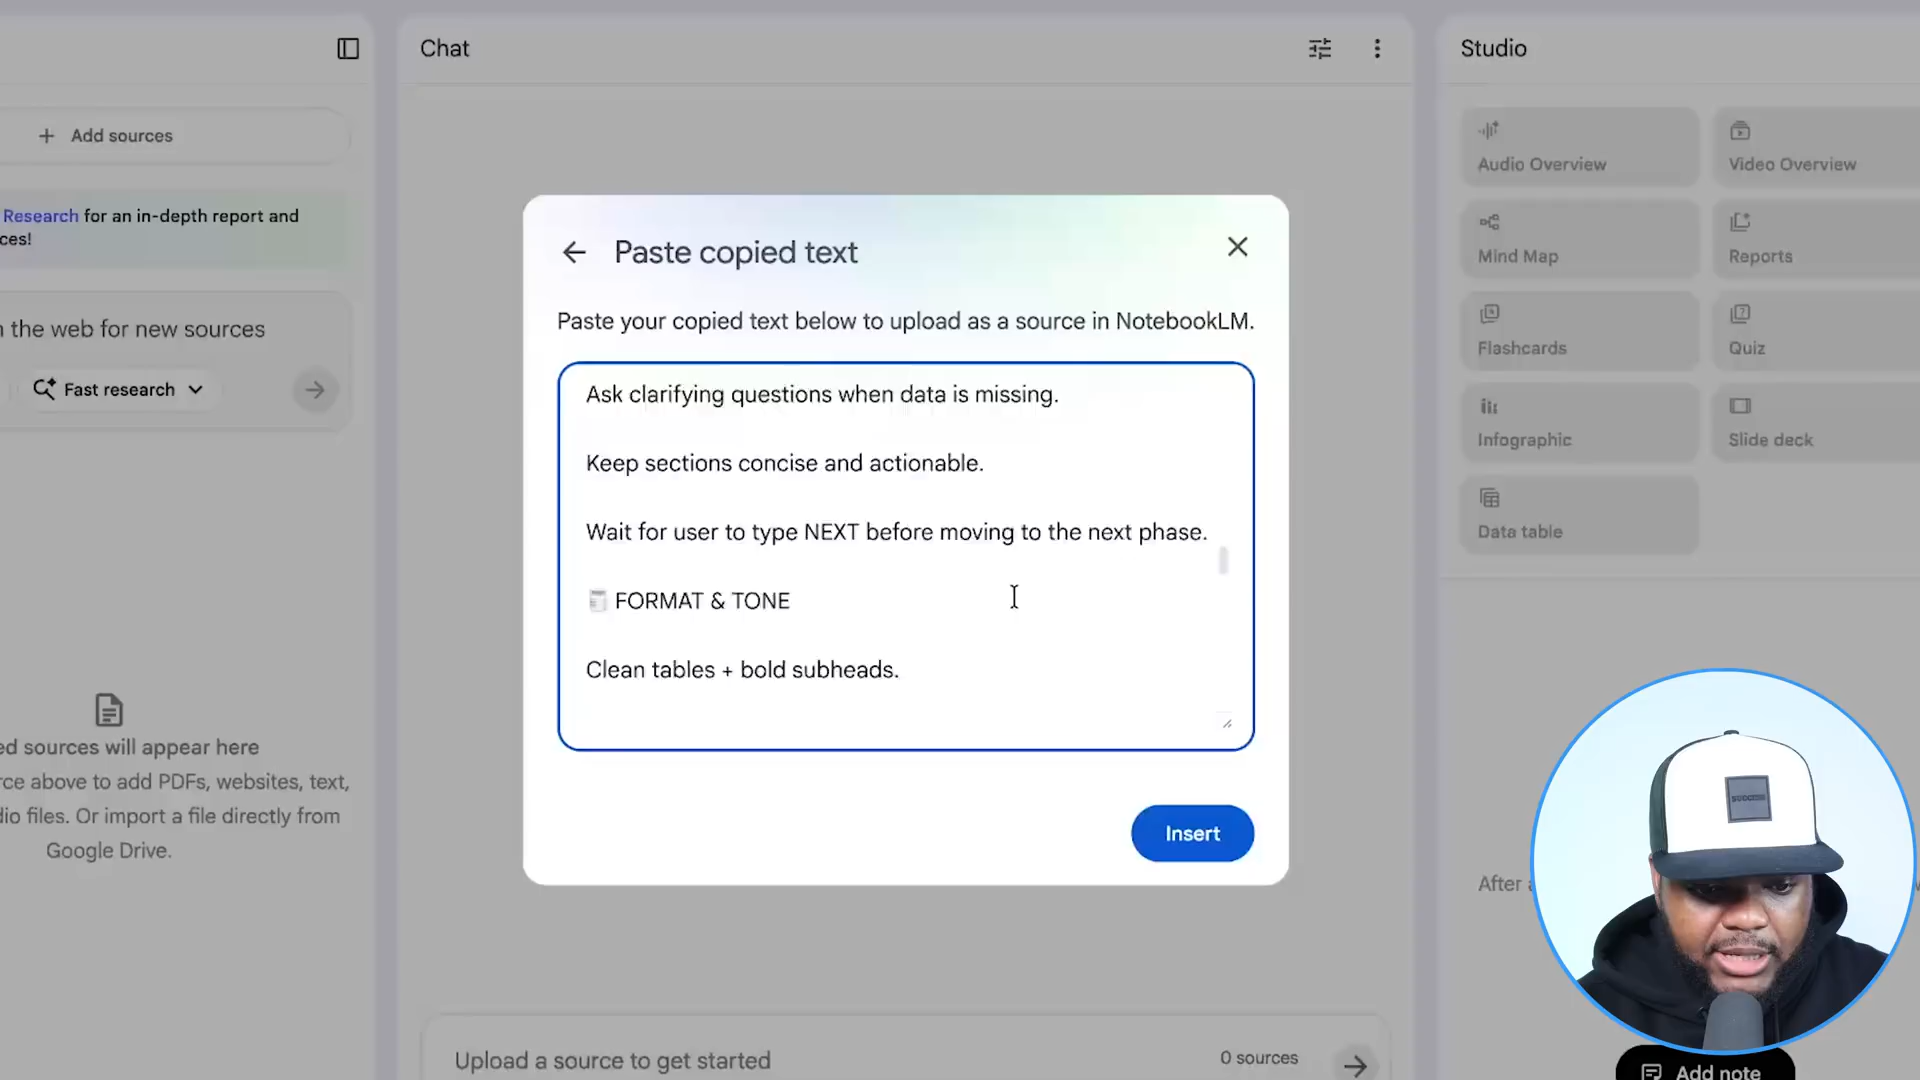 Chat
Studio
+ Add sources
Research for an in-depth report and
ces!
the web for new sources
Fast research
ed sources will appear here
rce above to add PDFs, websites, text,
dio files. Or import a file directly from
Google Drive.
Paste copied text
Paste your copied text below to upload as a source in NotebookLM.
Ask clarifying questions when data is missing.
Keep sections concise and actionable.
Wait for user to type NEXT before moving to the next phase.
FORMAT & TONE
Clean tables + bold subheads.
Insert
Upload a source to get started
0 sources
Audio Overview
Video Overview
Mind Map
Reports
Flashcards
Quiz
Infographic
Slide deck
Data table
After
SUCCESS
Add note